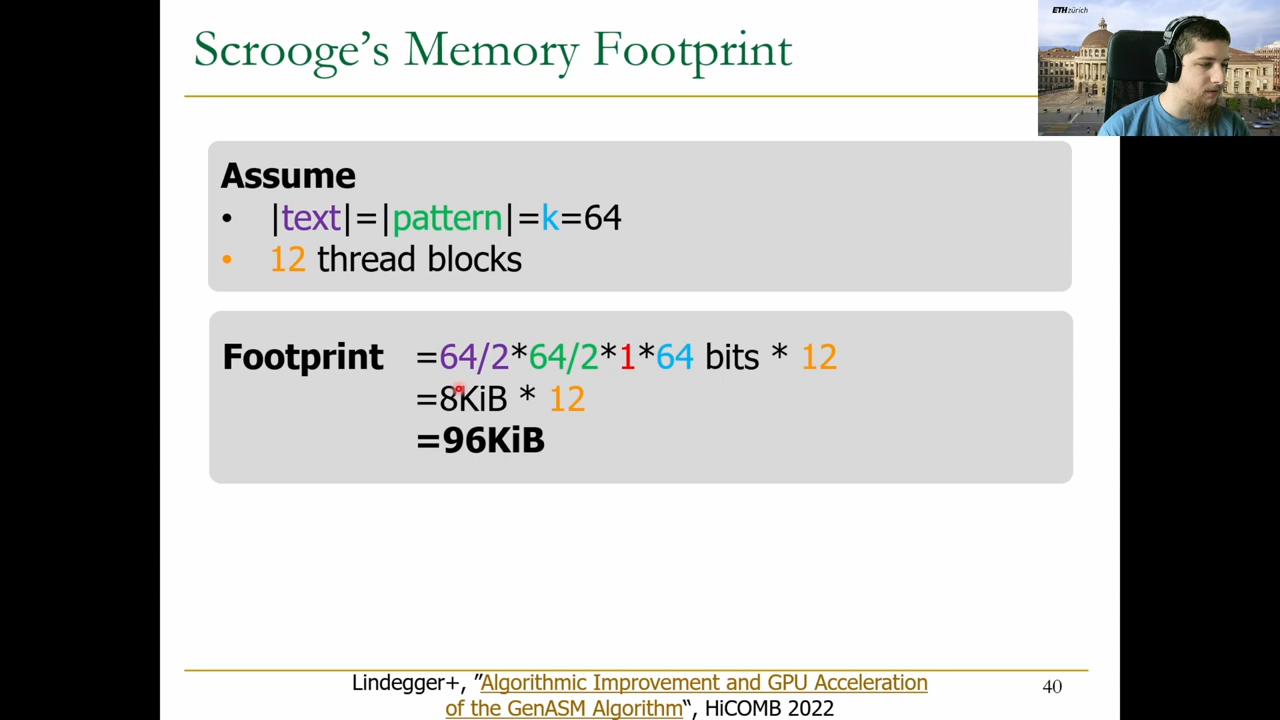 Scrooge's Memory Footprint
ETH zürich
Assume
• |text|=|pattern|=k=64
• 12 thread blocks
Footprint =64/2*64/2*1*64 bits * 12
=8KiB * 12
=96KiB
Lindegger+, ”Algorithmic Improvement and GPU Acceleration
of the GenASM Algorithm“, HiCOMB 2022
40